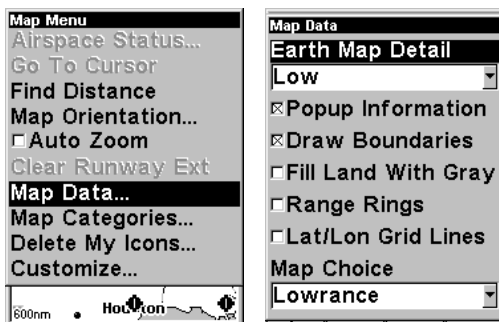 Map Menu
Airspace Status...
Go To Cursor
Find Distance
Map Orientation...
Auto Zoom
Clear Runway Ext
Map Data...
Map Categories...
Delete My Icons...
Customize...
600nm
Houston
Map Data
Earth Map Detail
Low
Popup Information
Draw Boundaries
Fill Land With Gray
Range Rings
Lat/Lon Grid Lines
Map Choice
Lowrance